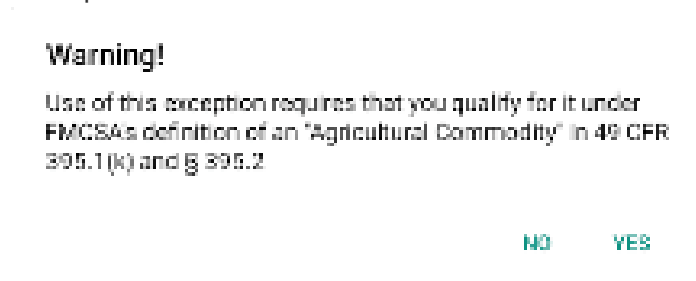 Warning!
Use of this exception requires that you qualify for it under
FMCSA's definition of an "Agricultural Commodity" in 49 CFR
395.1(k) and § 395.2
NO YES